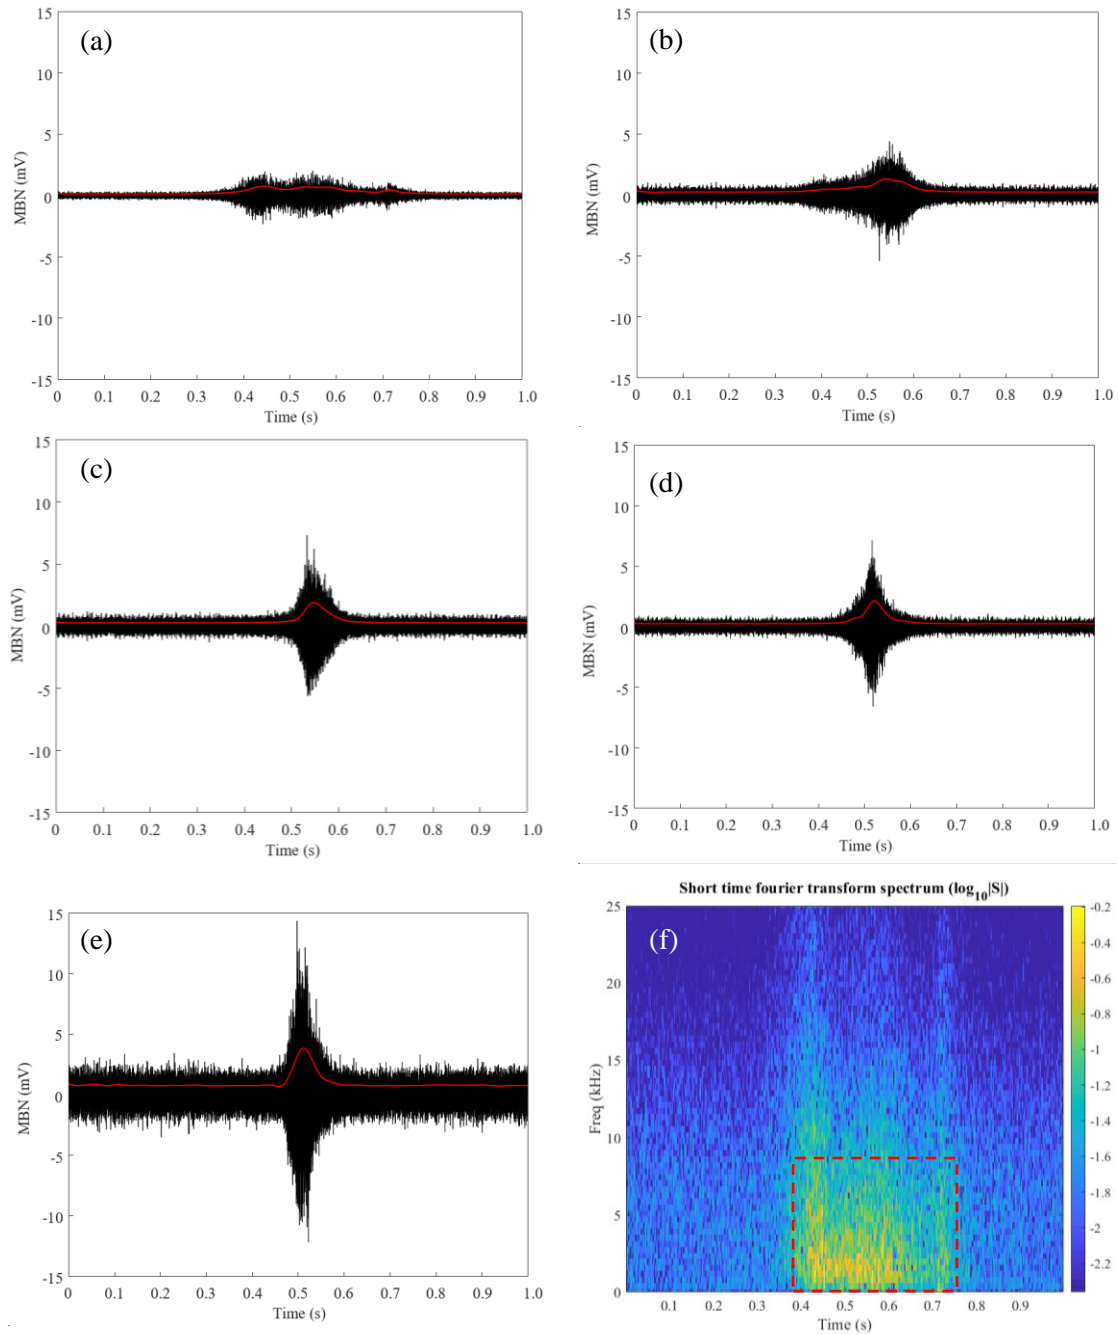 (a)
15
10
5
0
-5
-10
-15
MBN (mV)
0 0.1 0.2 0.3 0.4 0.5 0.6 0.7 0.8 0.9 1.0
Time (s)
(b)
15
10
5
0
-5
-10
-15
MBN (mV)
0 0.1 0.2 0.3 0.4 0.5 0.6 0.7 0.8 0.9 1.0
Time (s)
(c)
15
10
5
0
-5
-10
-15
MBN (mV)
0 0.1 0.2 0.3 0.4 0.5 0.6 0.7 0.8 0.9 1.0
Time (s)
(d)
15
10
5
0
-5
-10
-15
MBN (mV)
0 0.1 0.2 0.3 0.4 0.5 0.6 0.7 0.8 0.9 1.0
Time (s)
(e)
15
10
5
0
-5
-10
-15
MBN (mV)
0 0.1 0.2 0.3 0.4 0.5 0.6 0.7 0.8 0.9 1.0
Time (s)
Short time fourier transform spectrum (log10|S|)
(f)
25
20
15
10
5
0
Freq (kHz)
0.1 0.2 0.3 0.4 0.5 0.6 0.7 0.8 0.9
Time (s)
-0.2
-0.4
-0.6
-0.8
-1
-1.2
-1.4
-1.6
-1.8
-2
-2.2